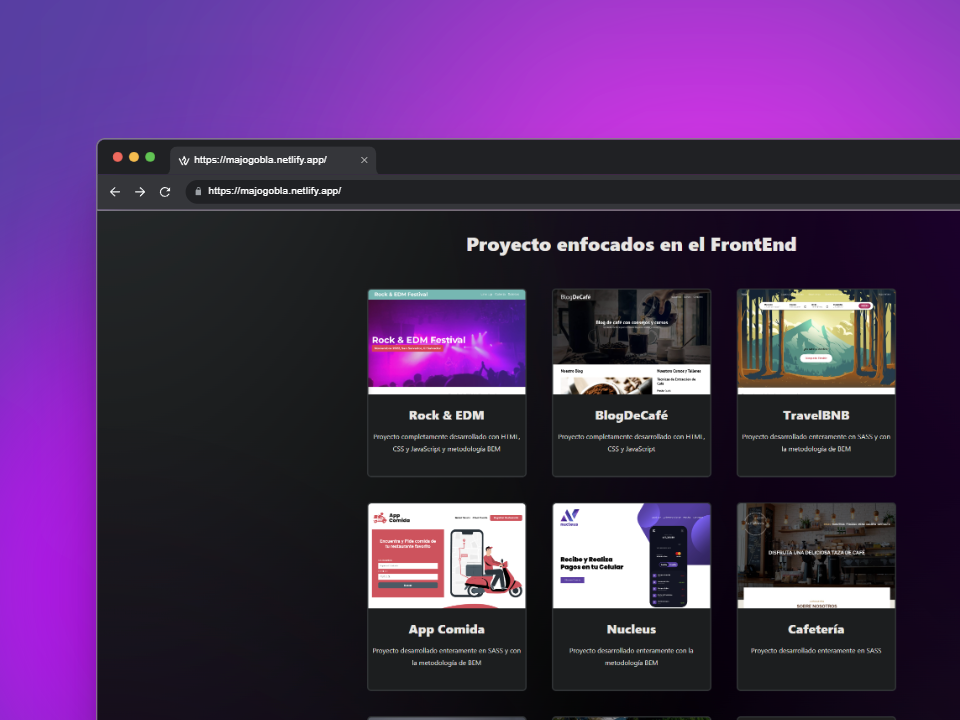 https://majogobla.netlify.app/
https://majogobla.netlify.app/
Proyecto enfocados en el FrontEnd
Rock & EDM Festival
Rock & EDM Festival
Rock & EDM
Proyecto completamente desarrollado con HTML,
CSS y JavaScript y metodología BEM
BlogDeCafé
Blog de café con consejos y cursos
Nuestro Blog
Nuestros Cursos y Talleres
BlogDeCafé
Proyecto completamente desarrollado con HTML,
CSS y JavaScript
TravelBNB
Proyecto desarrollado enteramente en SASS y con
la metodología de BEM
App
Comida
Encuentra y Pide comida de
tu restaurante favorito
App Comida
Proyecto desarrollado enteramente en SASS y con
la metodología de BEM
Recibe y Realiza
Pagos en tu Celular
Nucleus
Proyecto desarrollado enteramente con la
metodología BEM
DISFRUTA UNA DELICIOSA TAZA DE CAFÉ
SOBRE NOSOTROS
Cafetería
Proyecto desarrollado enteramente en SASS